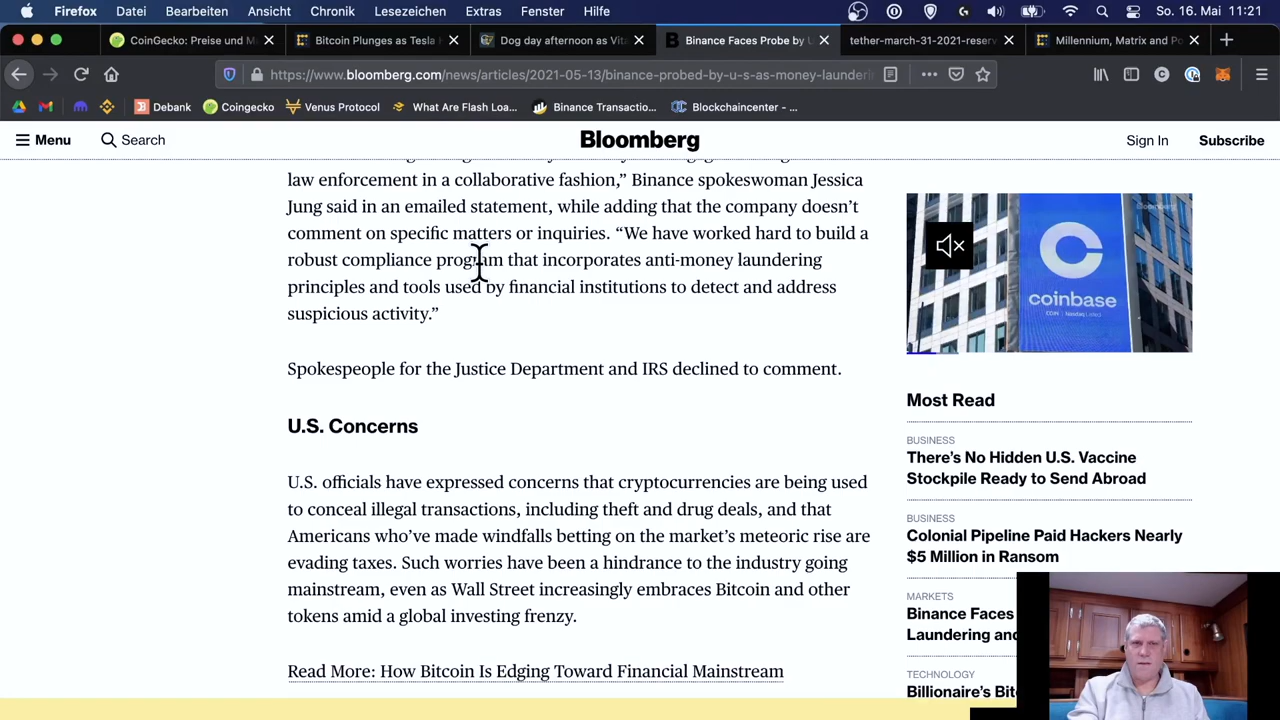 Firefox Ablage Bearbeiten Ansicht Chronik Lesezeichen Extras Fenster Hilfe So. 16. Mai 11:21
CoinGecko: Preise und M Bitcoin Plunges as Tesla Dog day afternoon as Vita Binance Faces Probe by U tether-march-31-2021-reserv Millennium, Matrix and Po
https://www.bloomberg.com/news/articles/2021-05-13/binance-probed-by-u-s-as-money-launderi
Debank Coingecko Venus Protocol What Are Flash Loa... Binance Transactio... Blockchaincenter - ...
Menu Search Bloomberg Sign In Subscribe
law enforcement in a collaborative fashion,” Binance spokeswoman Jessica
Jung said in an emailed statement, while adding that the company doesn’t
comment on specific matters or inquiries. “We have worked hard to build a
robust compliance program that incorporates anti-money laundering
principles and tools used by financial institutions to detect and address
suspicious activity.”
Spokespeople for the Justice Department and IRS declined to comment.
U.S. Concerns
U.S. officials have expressed concerns that cryptocurrencies are being used
to conceal illegal transactions, including theft and drug deals, and that
Americans who’ve made windfalls betting on the market’s meteoric rise are
evading taxes. Such worries have been a hindrance to the industry going
mainstream, even as Wall Street increasingly embraces Bitcoin and other
tokens amid a global investing frenzy.
Read More: How Bitcoin Is Edging Toward Financial Mainstream
Bloomberg
coinbase
Most Read
BUSINESS
There’s No Hidden U.S. Vaccine
Stockpile Ready to Send Abroad
BUSINESS
Colonial Pipeline Paid Hackers Nearly
$5 Million in Ransom
MARKETS
Binance Faces
Laundering and
TECHNOLOGY
Billionaire’s Bit